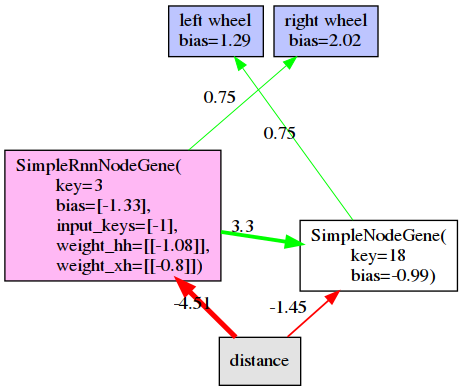 left wheel
bias=1.29
right wheel
bias=2.02
0.75
0.75
SimpleRnnNodeGene(
key=3
bias=[-1.33],
input_keys=[-1],
weight_hh=[[-1.08]],
weight_xh=[[-0.8]])
3.3
SimpleNodeGene(
key=18
bias=-0.99)
-4.51
-1.45
distance